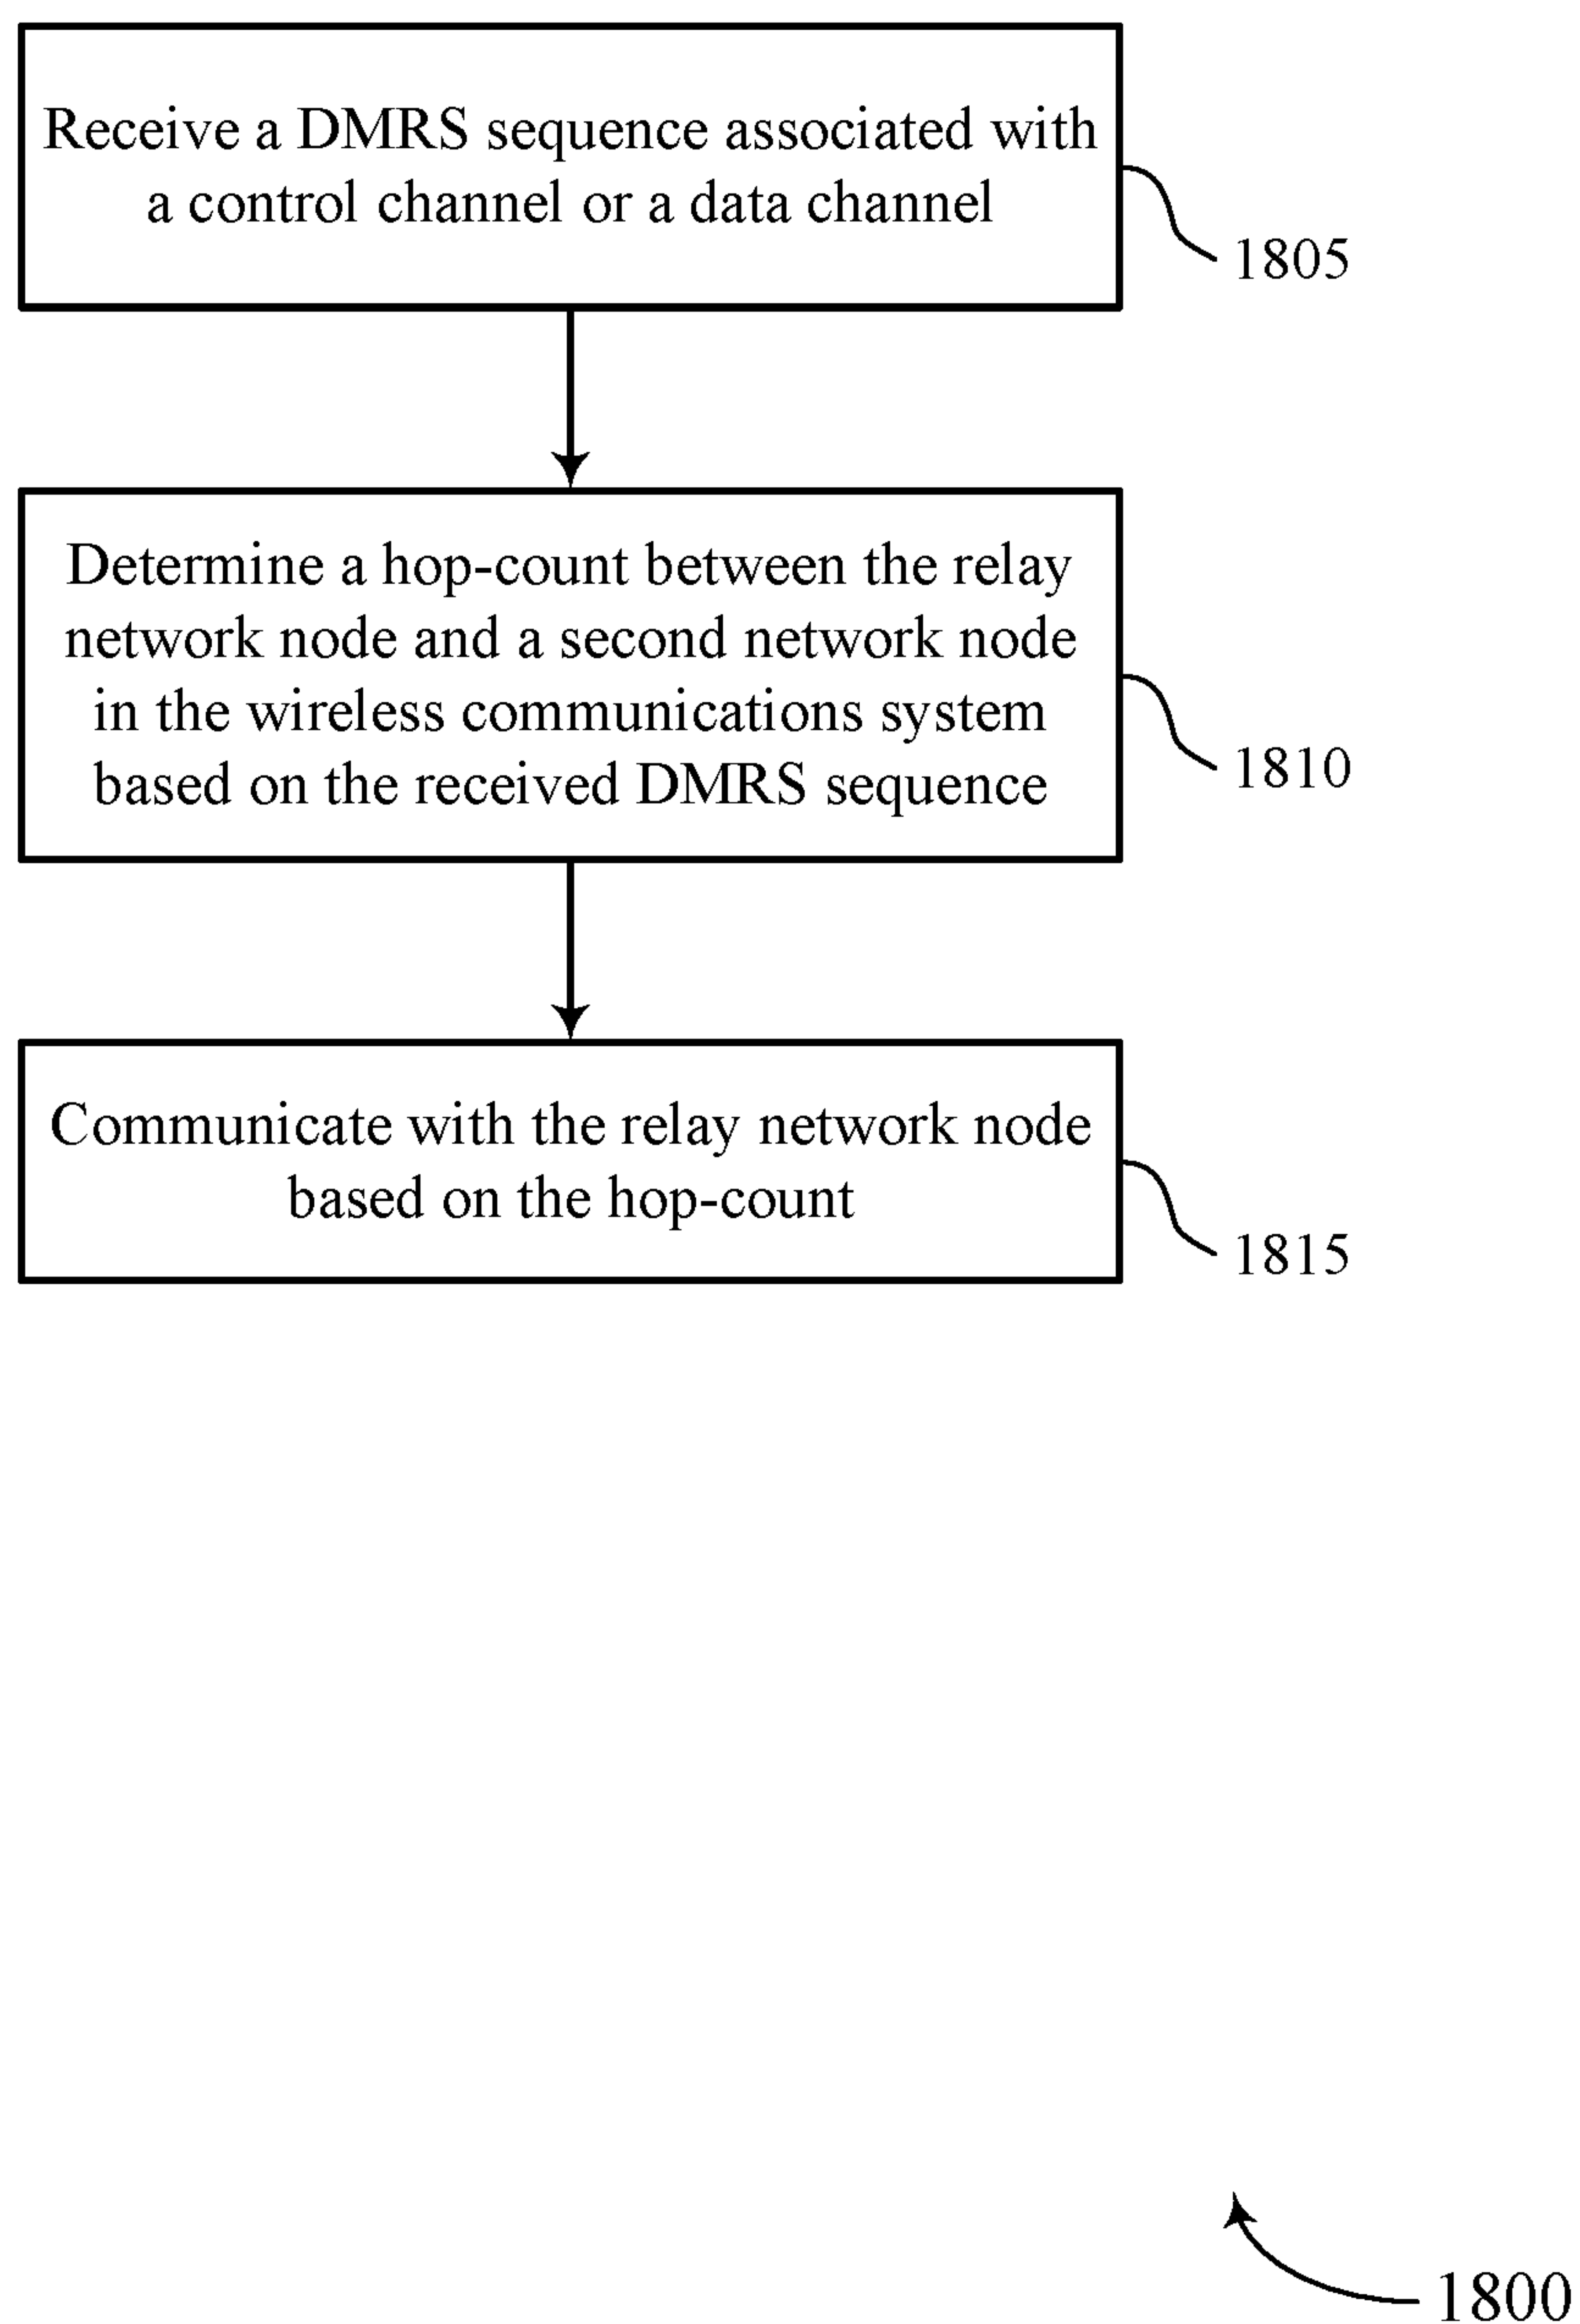 Receive a DMRS sequence associated with
a control channel or a data channel
1805
Determine a hop-count between the relay
network node and a second network node
in the wireless communications system
based on the received DMRS sequence
1810
Communicate with the relay network node
based on the hop-count
1815
1800